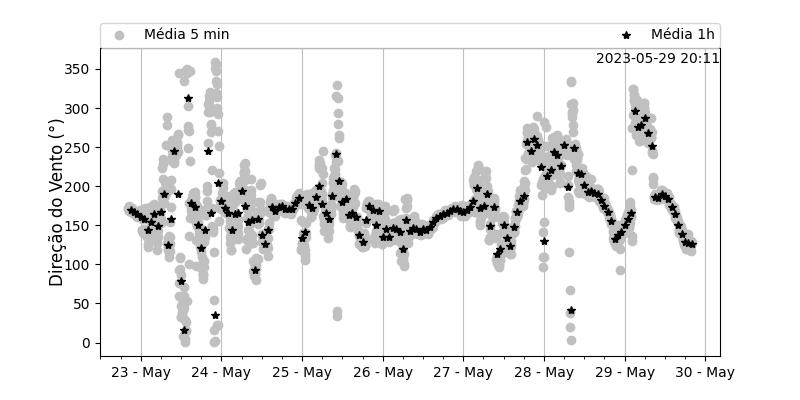 Média 5 min
Média 1h
2023-05-29 20:11
Direção do Vento (°)
350
300
250
200
150
100
50
0
23 - May
24 - May
25 - May
26 - May
27 - May
28 - May
29 - May
30 - May